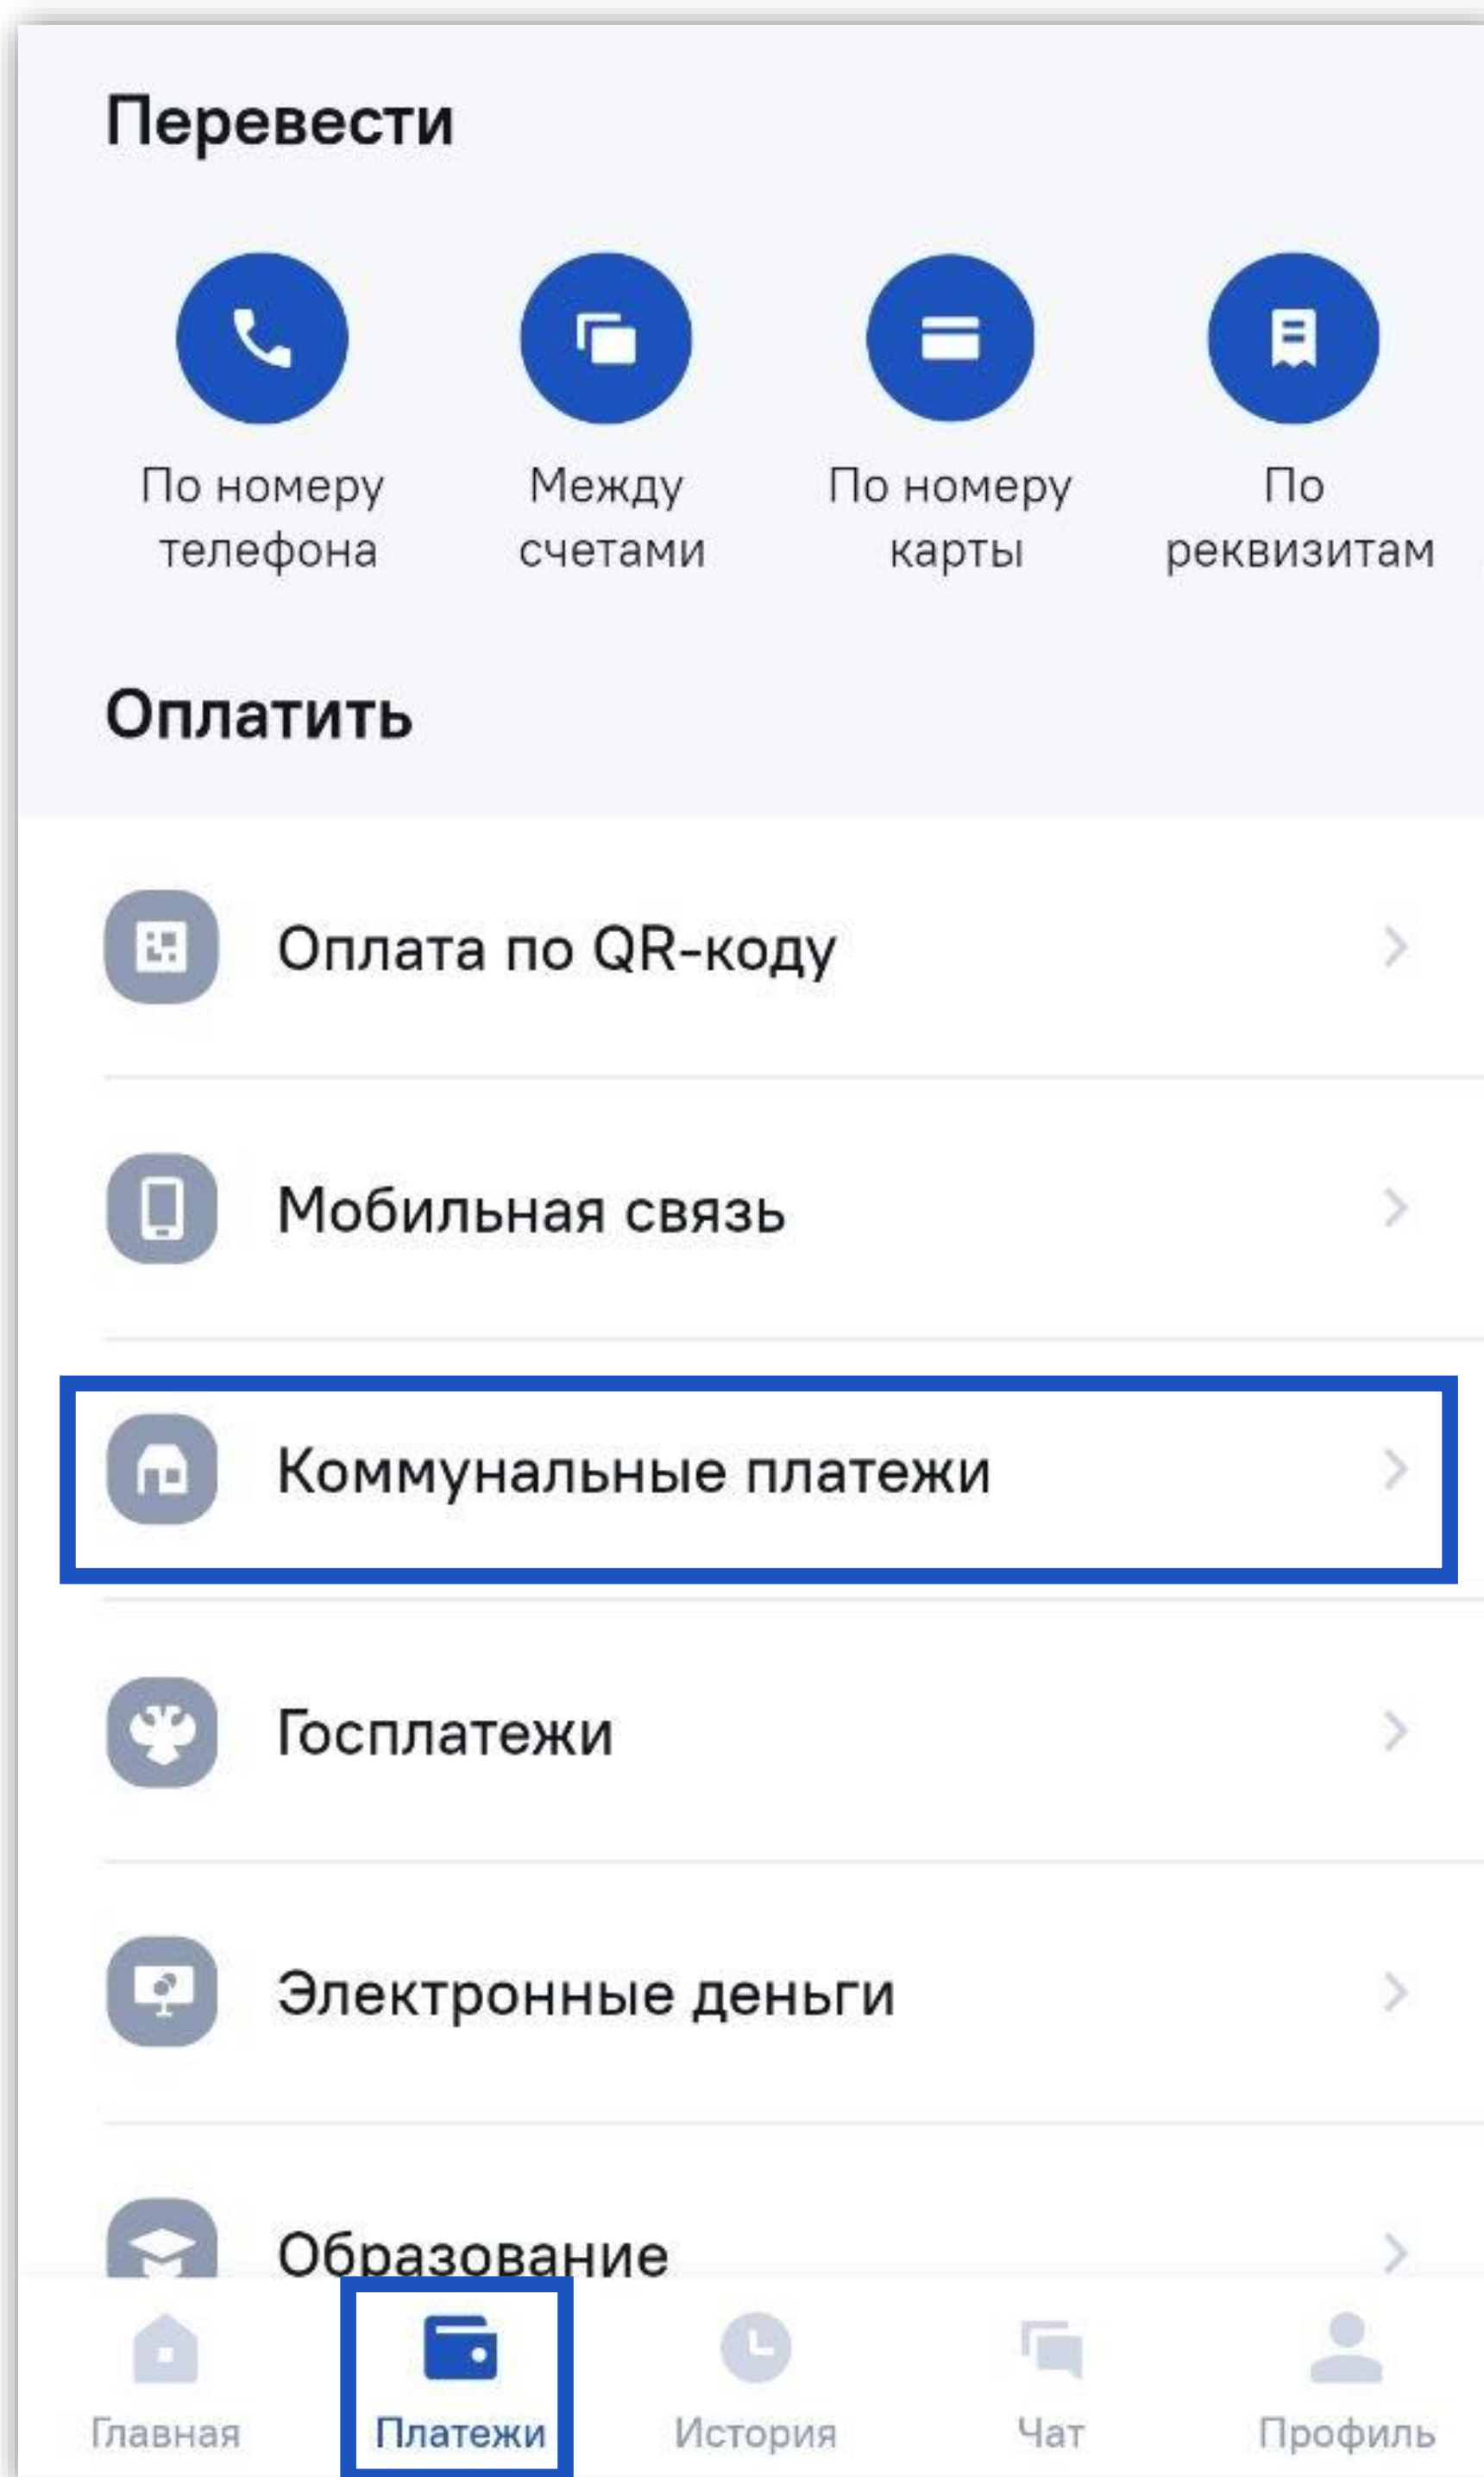 Перевести
По номеру
телефона
Между
счетами
По номеру
карты
По
реквизитам
Оплатить
Оплата по QR-коду
Мобильная связь
Коммунальные платежи
Госплатежи
Электронные деньги
Образование
Главная
Платежи
История
Чат
Профиль